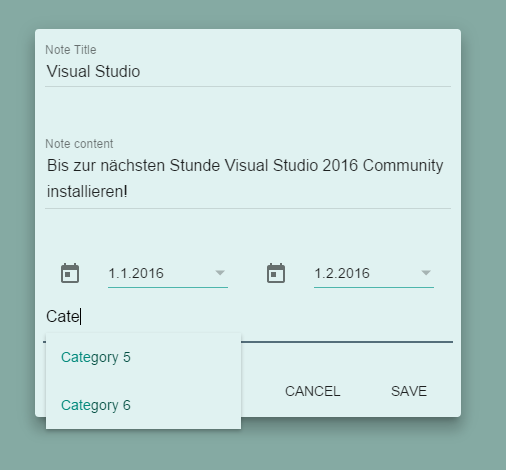 Note Title
Visual Studio
Note content
Bis zur nächsten Stunde Visual Studio 2016 Community
installieren!
1.1.2016 1.2.2016
Cate
Category 5
CANCEL SAVE
Category 6